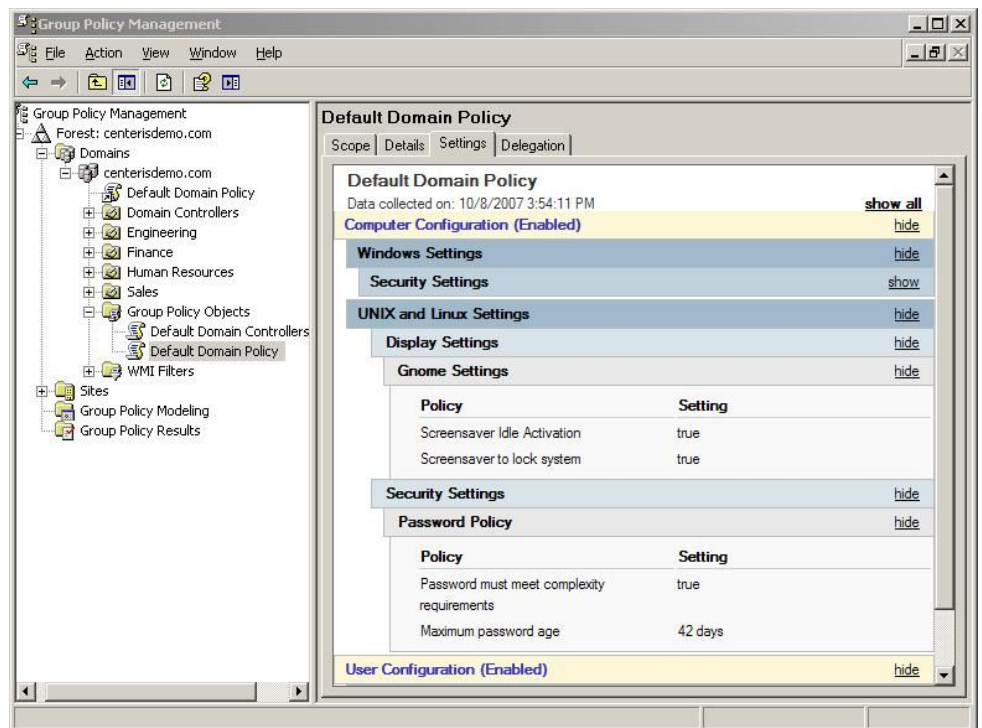 Group Policy Management
File Action View Window Help
Group Policy Management
Forest: centerisdemo.com
Domains
centerisdemo.com
Default Domain Policy
Domain Controllers
Engineering
Finance
Human Resources
Sales
Group Policy Objects
Default Domain Controllers
Default Domain Policy
WMI Filters
Sites
Group Policy Modeling
Group Policy Results
Default Domain Policy
Scope Details Settings Delegation
Default Domain Policy
Data collected on: 10/8/2007 3:54:11 PM show all
Computer Configuration (Enabled) hide
Windows Settings hide
Security Settings show
UNIX and Linux Settings hide
Display Settings hide
Gnome Settings hide
Policy Setting
Screensaver Idle Activation true
Screensaver to lock system true
Security Settings hide
Password Policy hide
Policy Setting
Password must meet complexity true
requirements
Maximum password age 42 days
User Configuration (Enabled) hide